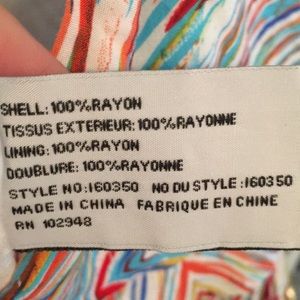 SHELL: 100%RAYON
TISSUS EXTERIEUR: 100%RAYONNE
LINING: 100%RAYON
DOUBLURE: 100%RAYONNE
STYLE NO: 160350 NO DU STYLE: 160350
MADE IN CHINA FABRIQUE EN CHINE
RN 102948